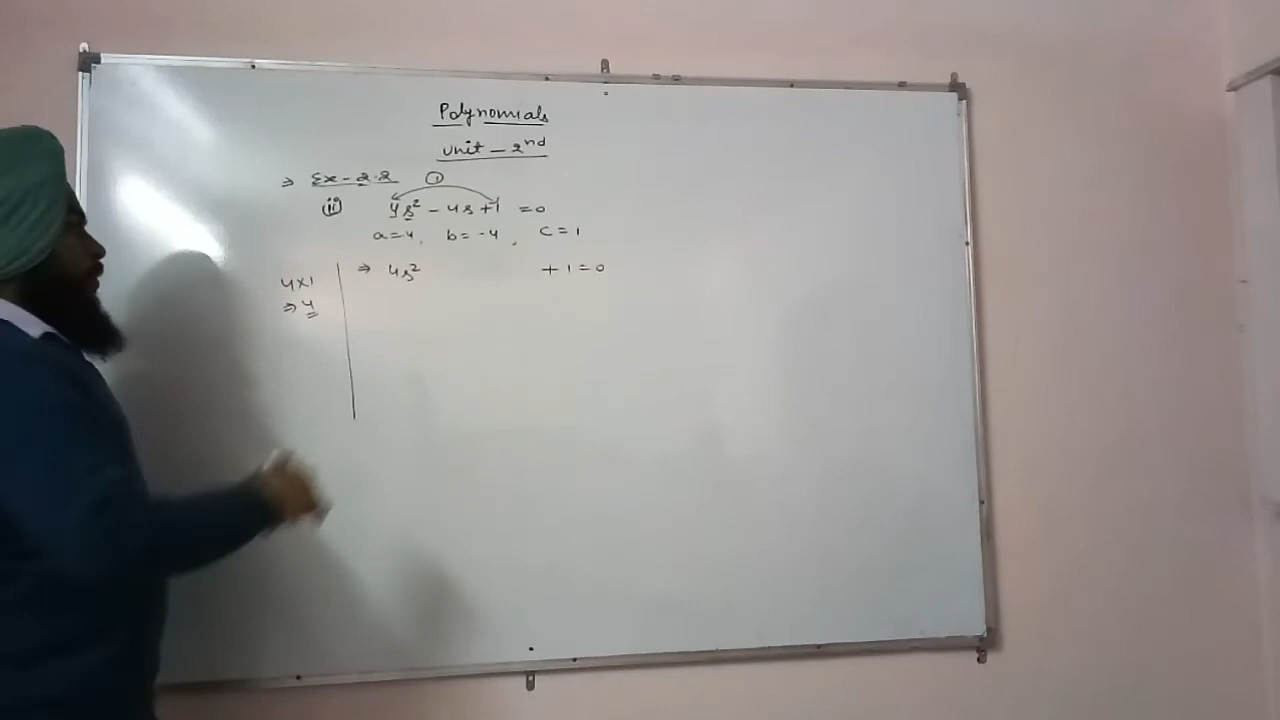 Polynomials
Unit - 2nd
⇒ Ex - 2.2 ①
(ii) 4s² - 4s + 1 = 0
a = 4, b = -4, c = 1
4×1 ⇒ 4s² + 1 = 0
⇒ 4